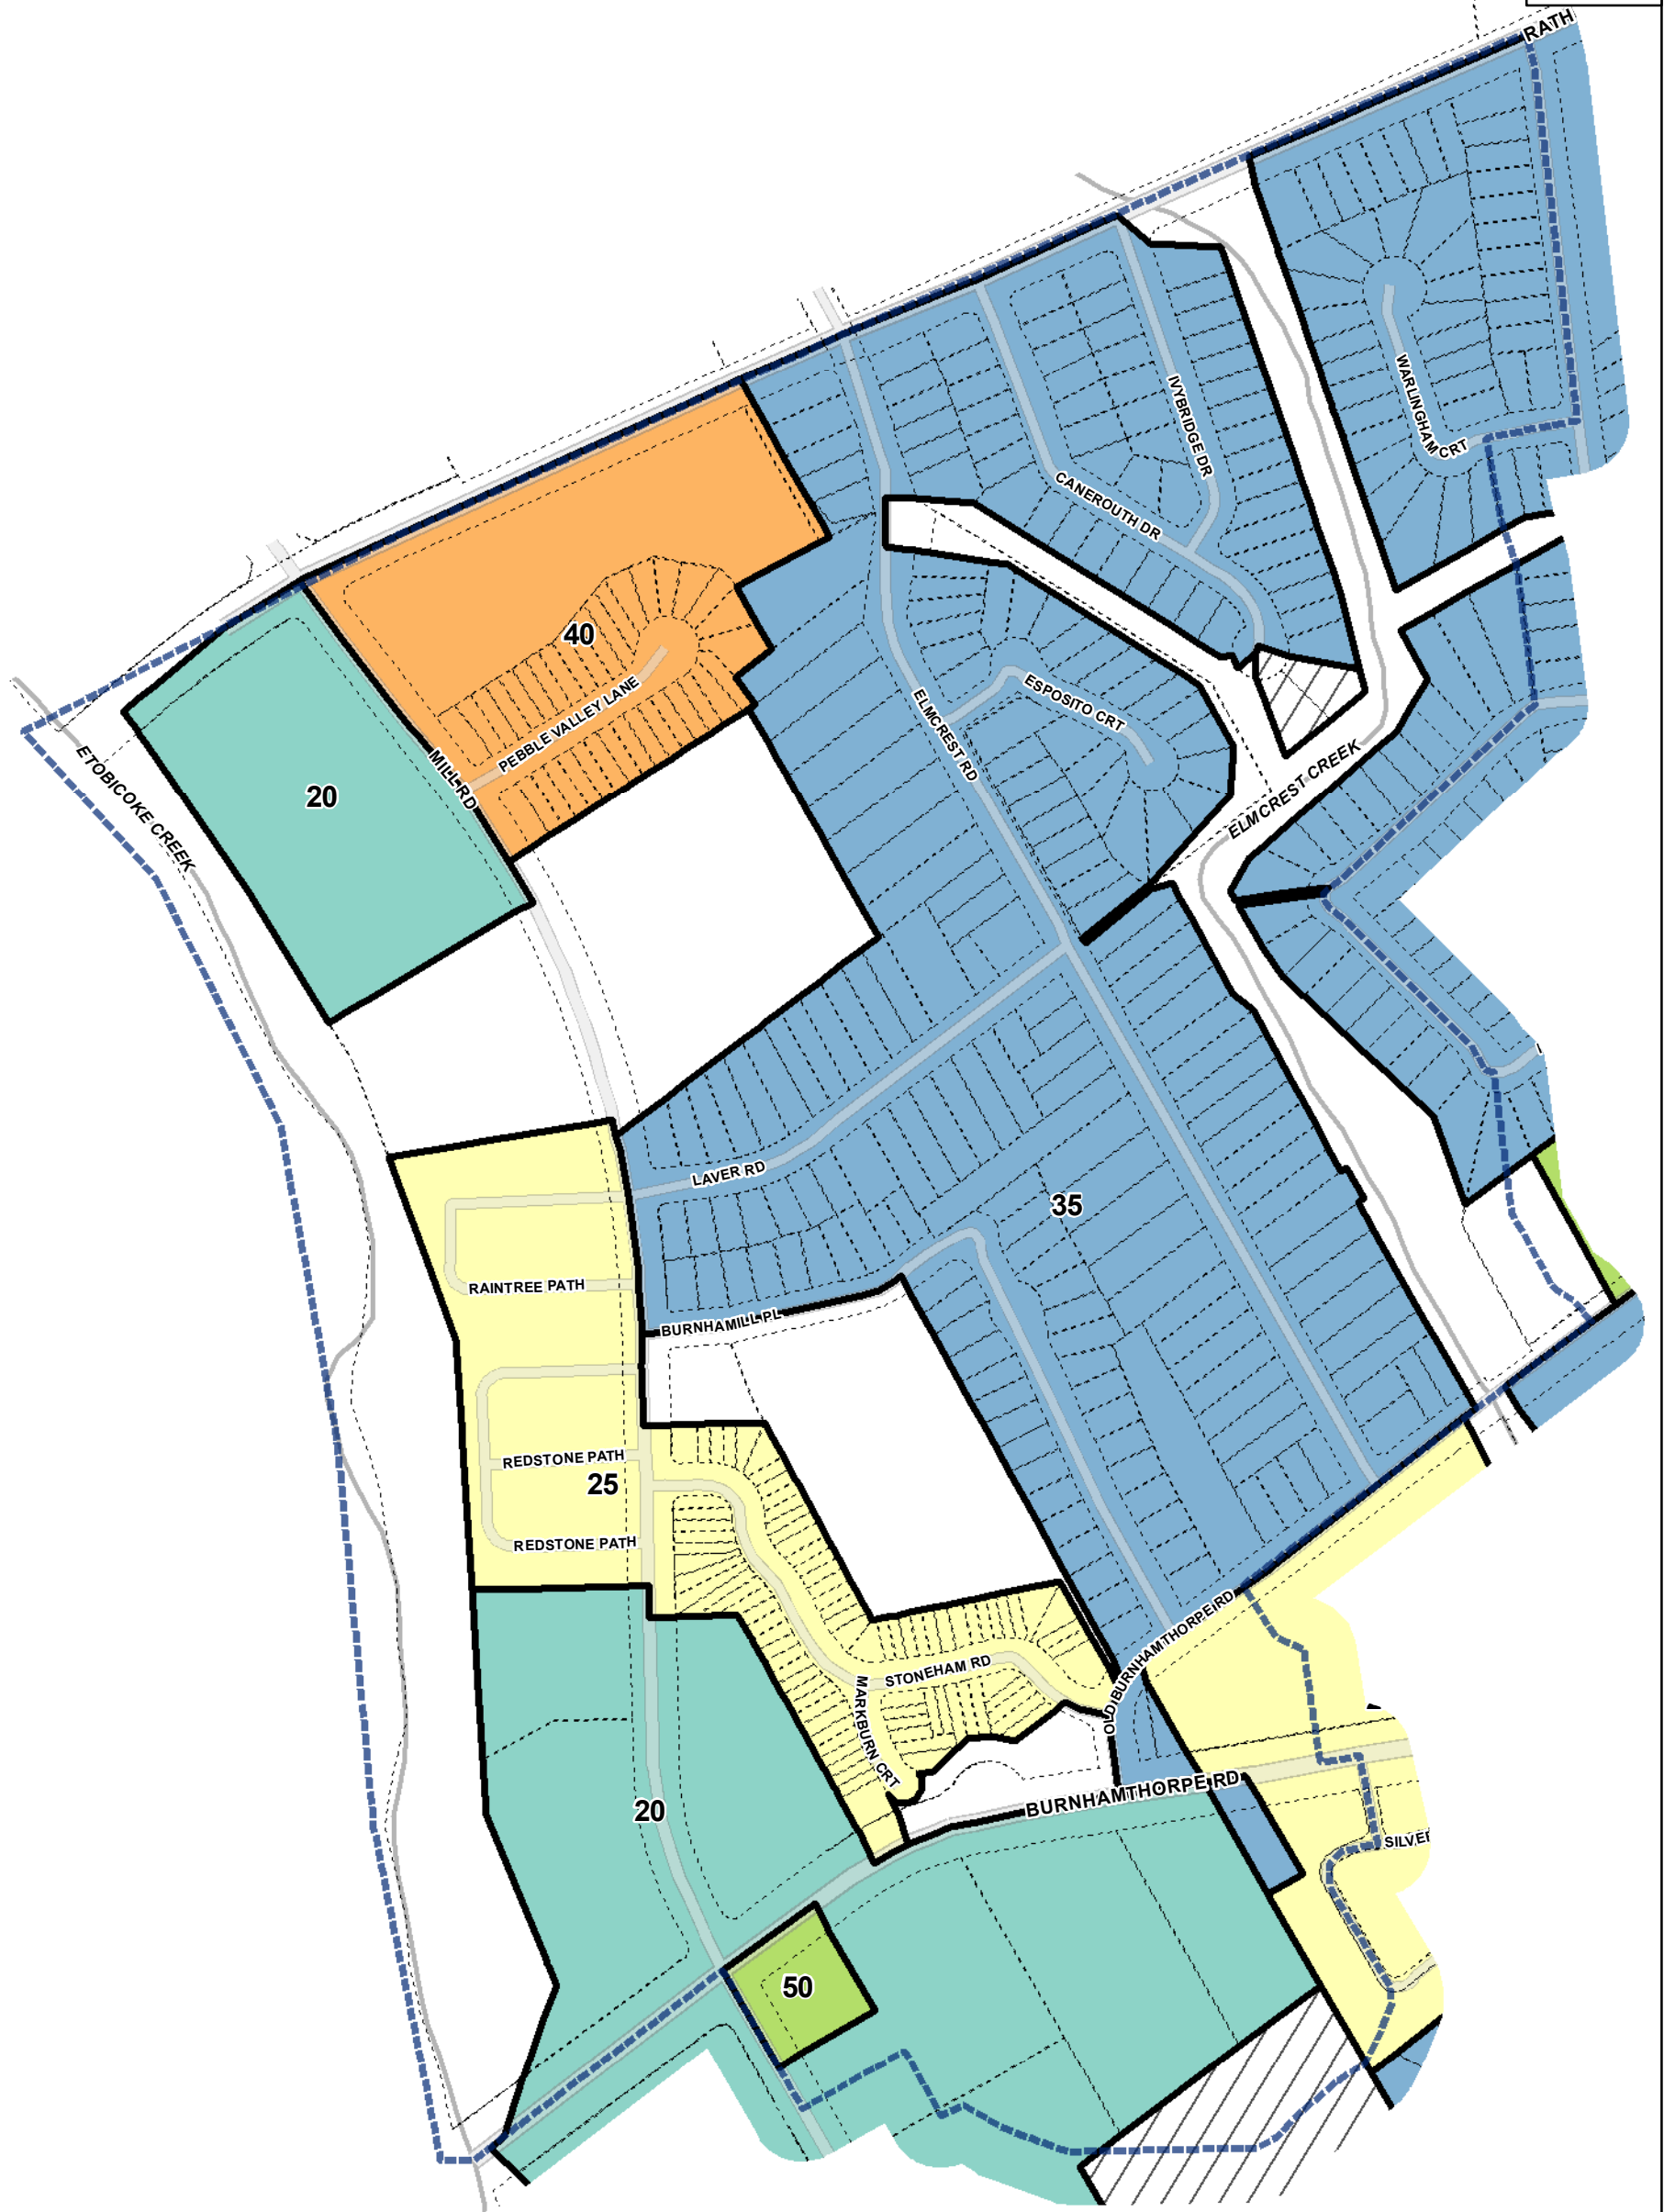 RATH
WARLINGHAM CRT
IVYBRIDGE DR
CANEROUTH DR
40
ESPOSITO CRT
ELMCREST RD
PEBBLE VALLEY LANE
MILL RD
ETOBICOKE CREEK
20
ELMCREST CREEK
LAVER RD
35
RAINTREE PATH
BURNHAMILL PL
REDSTONE PATH
25
REDSTONE PATH
OLD BURNHAMTHORPE RD
STONEHAM RD
MARKBURN CRT
BURNHAMTHORPE RD
20
SILVER
50